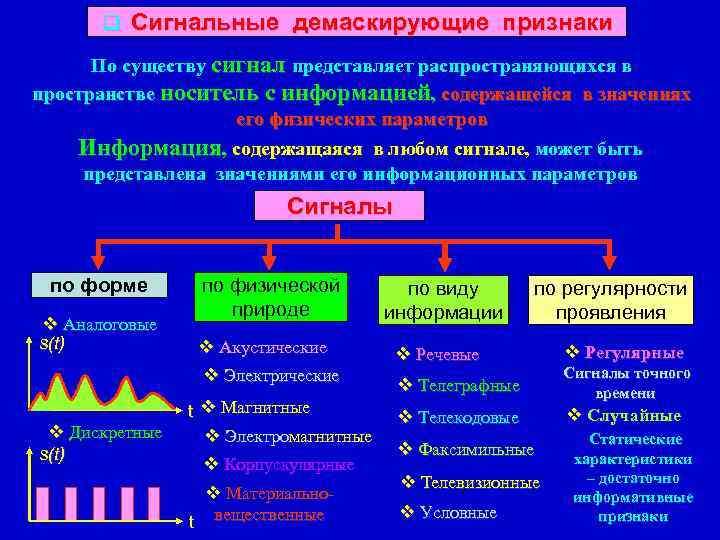 Сигнальные демаскирующие признаки
По существу сигнал представляет распространяющихся в
пространстве носитель с информацией, содержащейся в значениях
его физических параметров
Информация, содержащаяся в любом сигнале, может быть
представлена значениями его информационных параметров
Сигналы
по форме
Аналоговые
s(t)
t
Дискретные
s(t)
t
по физической
природе
Акустические
Электрические
Магнитные
Электромагнитные
Корпускулярные
Материально-
вещественные
по виду
информации
Речевые
Телеграфные
Телекодовые
Факсимильные
Телевизионные
Условные
по регулярности
проявления
Регулярные
Сигналы точного
времени
Случайные
Статические
характеристики
– достаточно
информативные
признаки